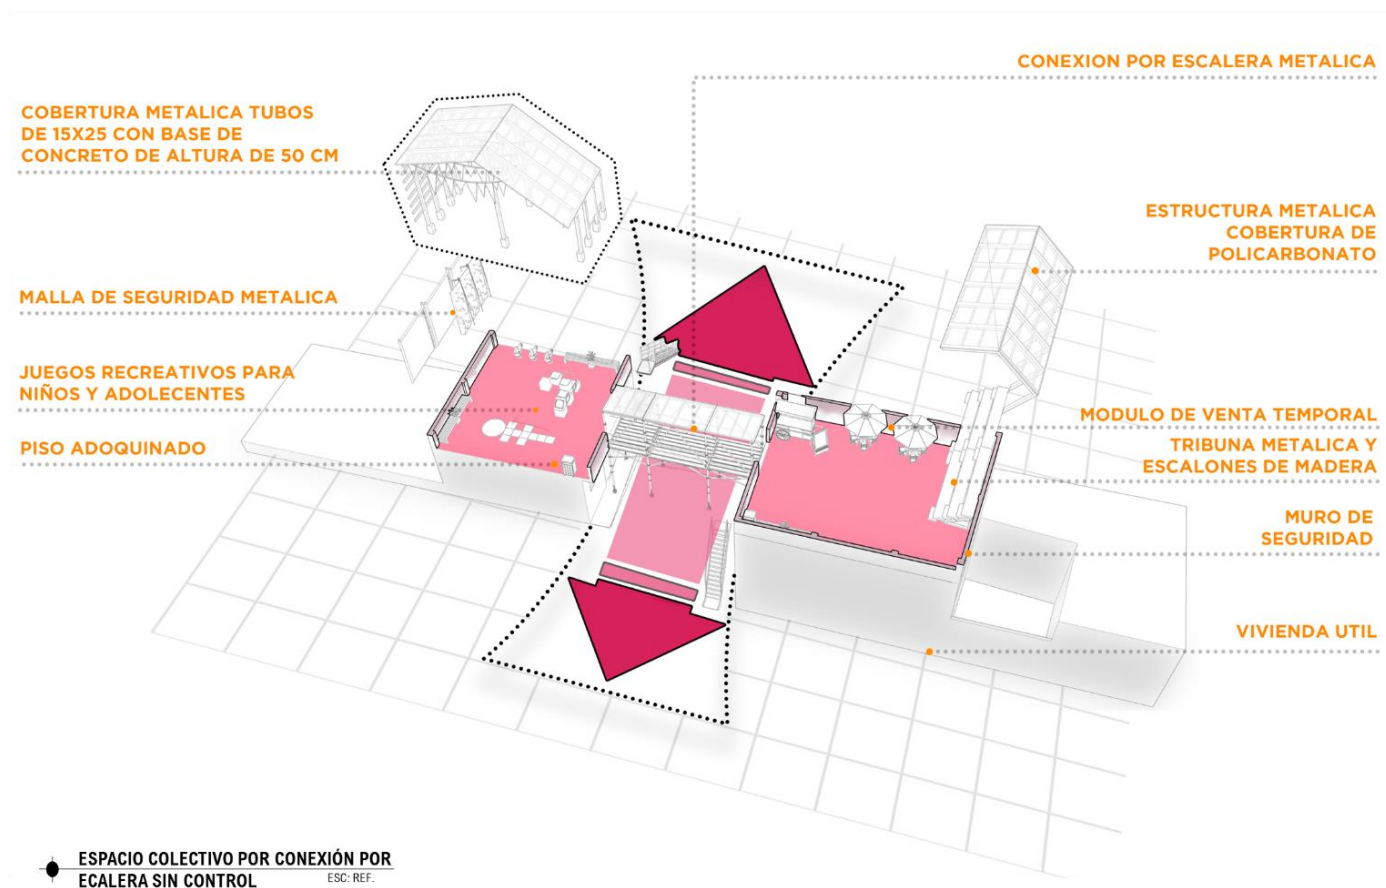 CONEXION POR ESCALERA METALICA
COBERTURA METALICA TUBOS
DE 15X25 CON BASE DE
CONCRETO DE ALTURA DE 50 CM
ESTRUCTURA METALICA
COBERTURA DE
POLICARBONATO
MALLA DE SEGURIDAD METALICA
JUEGOS RECREATIVOS PARA
NIÑOS Y ADOLECENTES
MODULO DE VENTA TEMPORAL
PISO ADOQUINADO
TRIBUNA METALICA Y
ESCALONES DE MADERA
MURO DE
SEGURIDAD
VIVIENDA UTIL
ESPACIO COLECTIVO POR CONEXIÓN POR
ECALERA SIN CONTROL
ESC: REF.